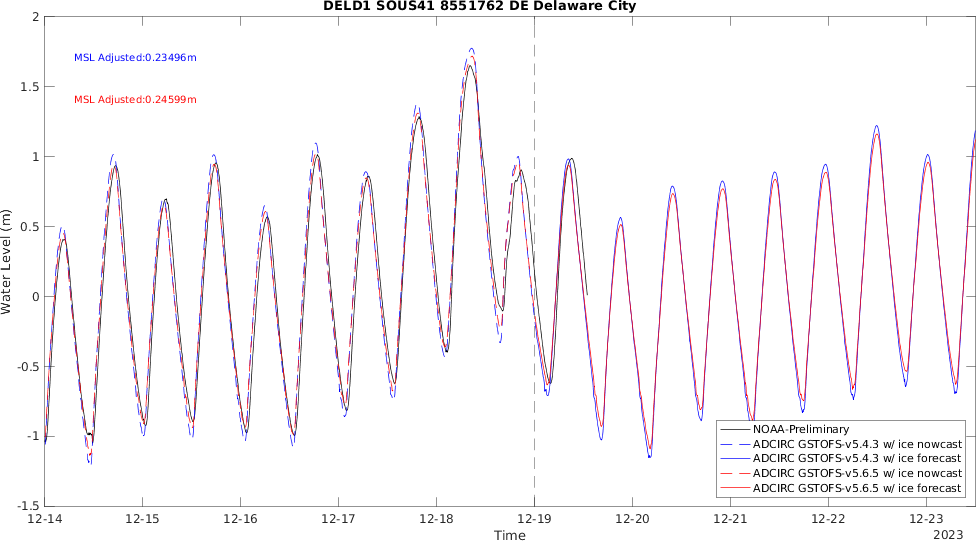 DELD1 SOUS41 8551762 DE Delaware City
2
1.5
1
0.5
0
-0.5
-1
-1.5
Water Level (m)
MSL Adjusted:0.23496m
MSL Adjusted:0.24599m
NOAA-Preliminary
ADCIRC GSTOFS-v5.4.3 w/ ice nowcast
ADCIRC GSTOFS-v5.4.3 w/ ice forecast
ADCIRC GSTOFS-v5.6.5 w/ ice nowcast
ADCIRC GSTOFS-v5.6.5 w/ ice forecast
12-14 12-15 12-16 12-17 12-18 12-19 12-20 12-21 12-22 12-23
Time
2023